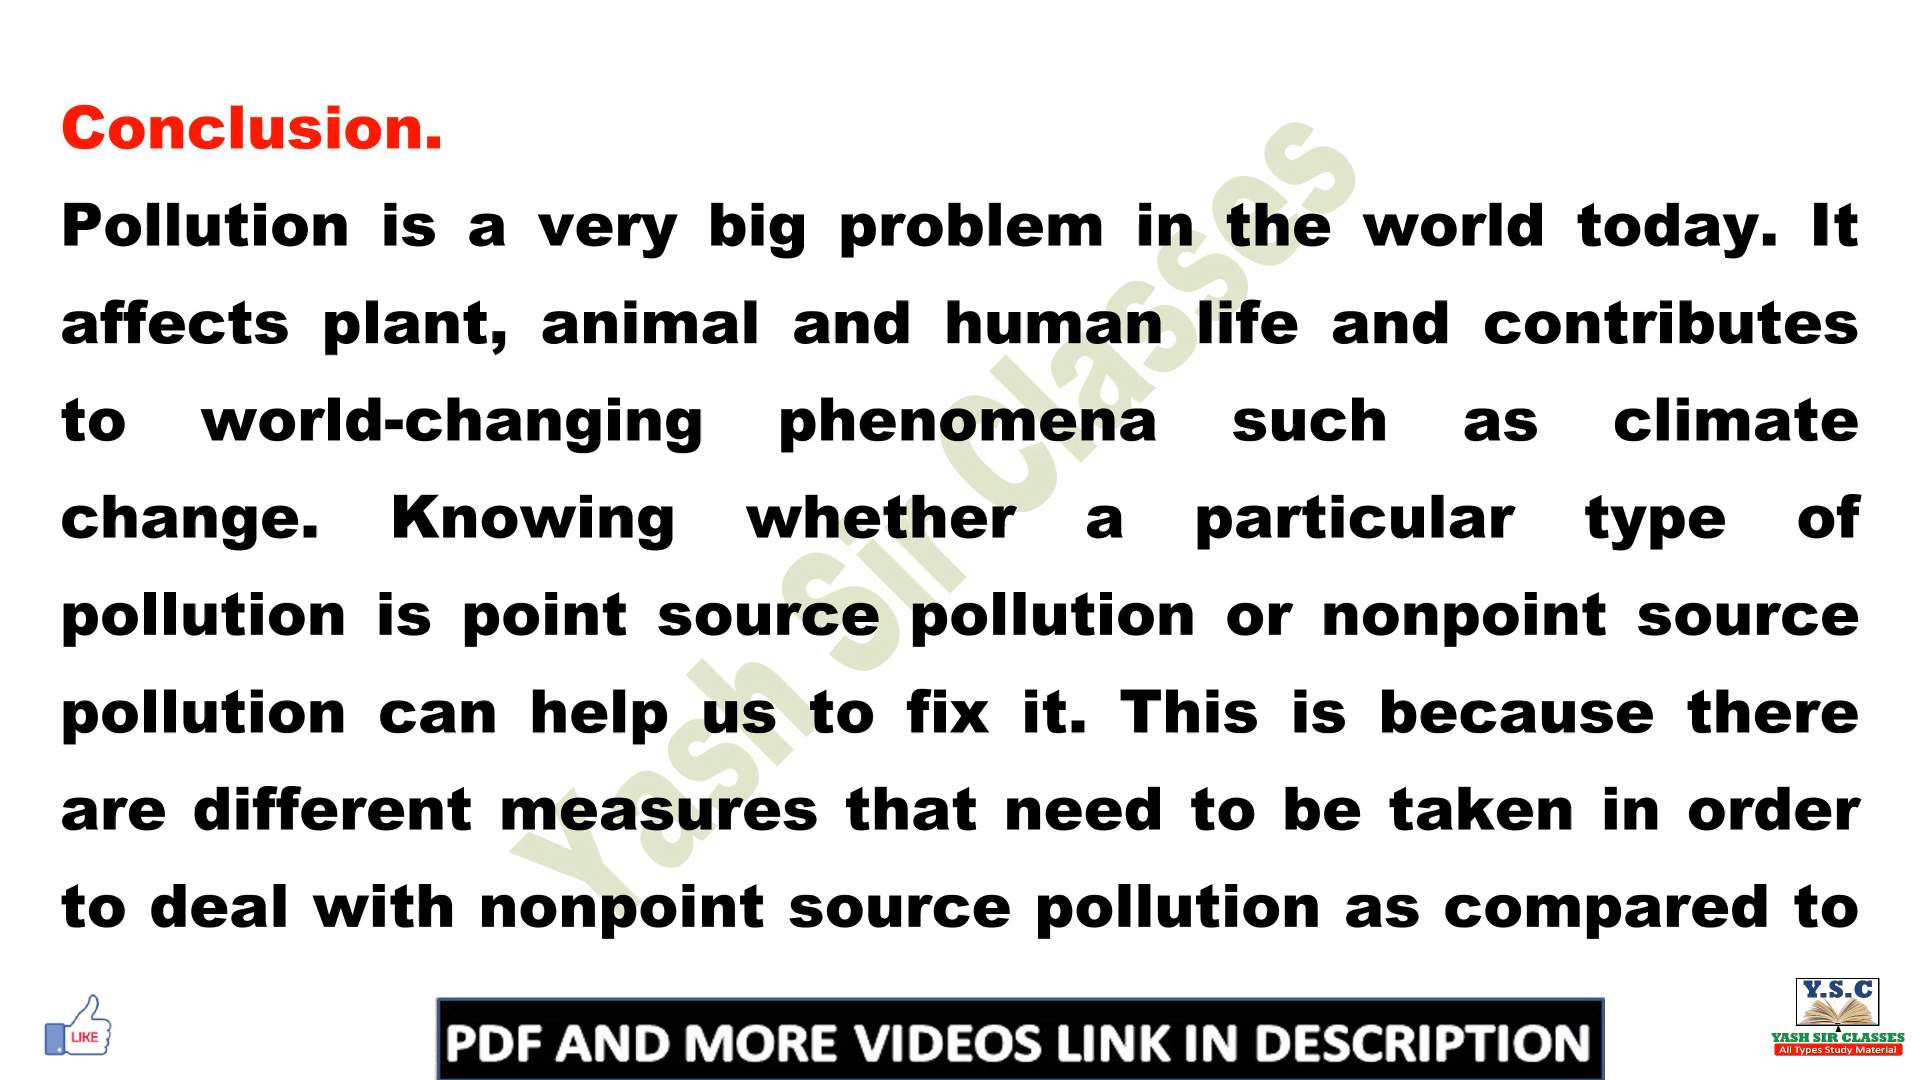 Conclusion.
Pollution is a very big problem in the world today. It
affects plant, animal and human life and contributes
to world-changing phenomena such as climate
change. Knowing whether a particular type of
pollution is point source pollution or nonpoint source
pollution can help us to fix it. This is because there
are different measures that need to be taken in order
to deal with nonpoint source pollution as compared to
Yash Sir Classes
LIKE
PDF AND MORE VIDEOS LINK IN DESCRIPTION
Y.S.C
YASH SIR CLASSES
All Types Study Material